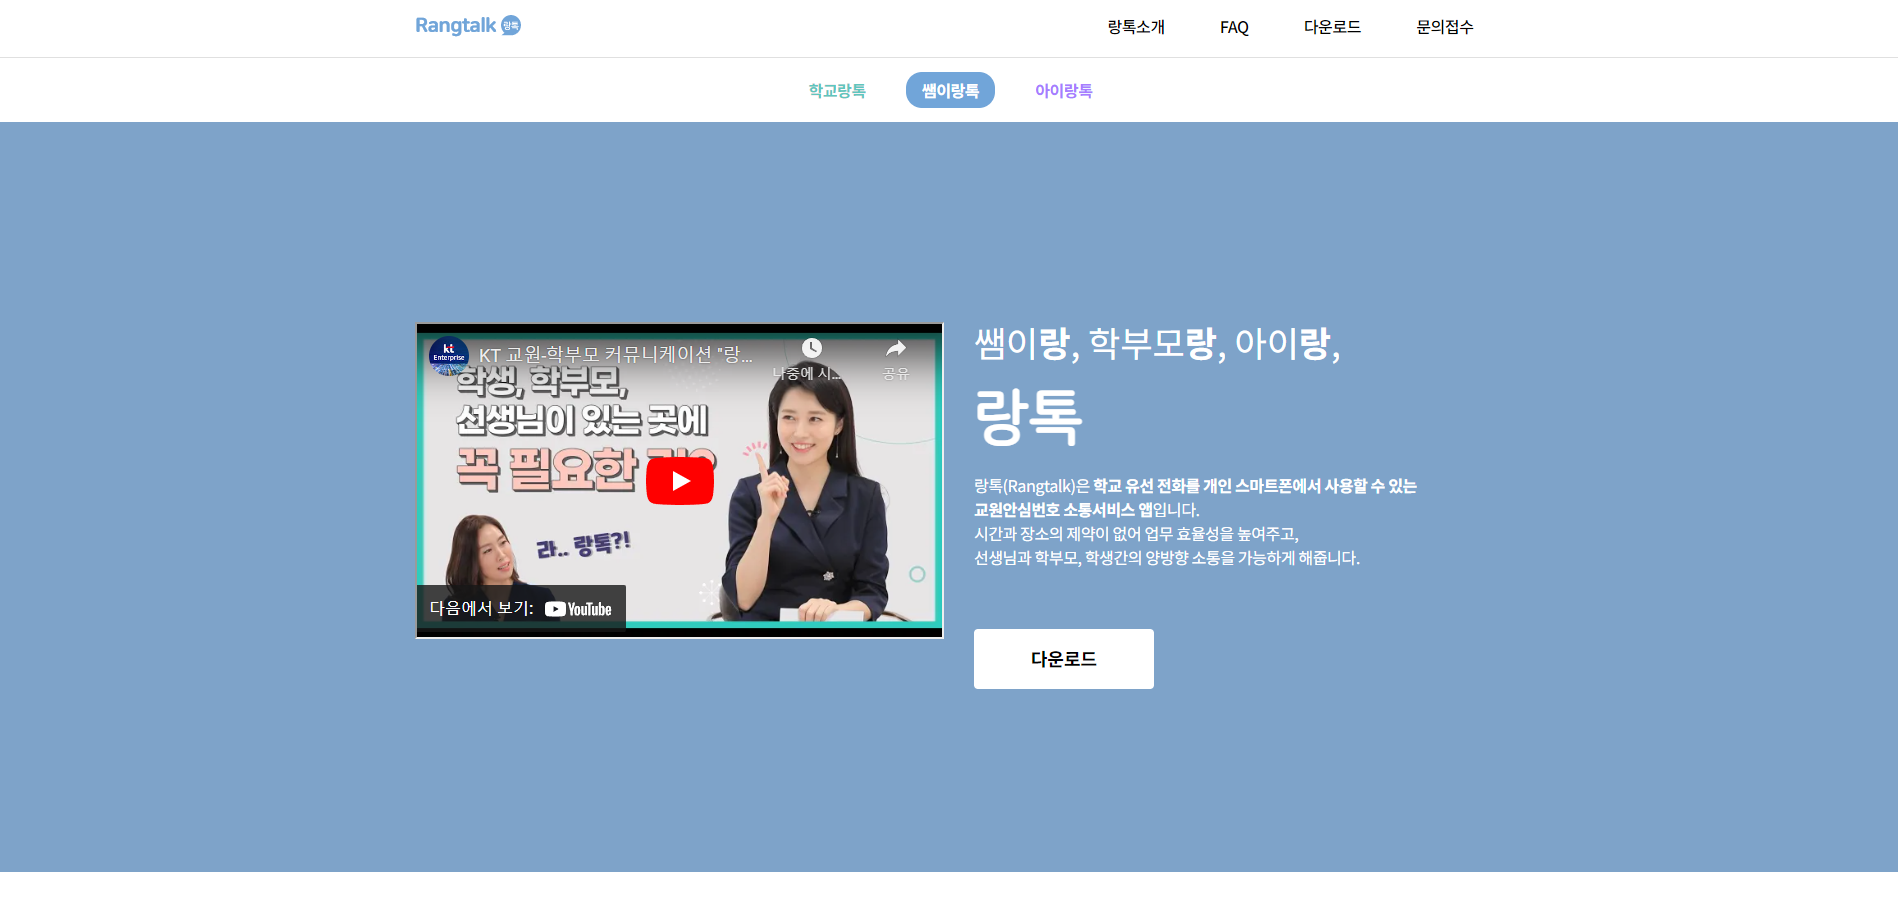 Rangtalk 랑톡
랑톡소개 FAQ 다운로드 문의접수
학교랑톡 쌤이랑톡 아이랑톡
kt Enterprise
KT 교원-학부모 커뮤니케이션 "랑...
나중에 시...
공유
학생, 학부모,
선생님이 있는 곳에
꼭 필요한
라.. 랑톡?!
다음에서 보기: YouTube
쌤이랑, 학부모랑, 아이랑,
랑톡
랑톡(Rangtalk)은 학교 유선 전화를 개인 스마트폰에서 사용할 수 있는
교원안심번호 소통서비스 앱입니다.
시간과 장소의 제약이 없어 업무 효율성을 높여주고,
선생님과 학부모, 학생간의 양방향 소통을 가능하게 해줍니다.
다운로드